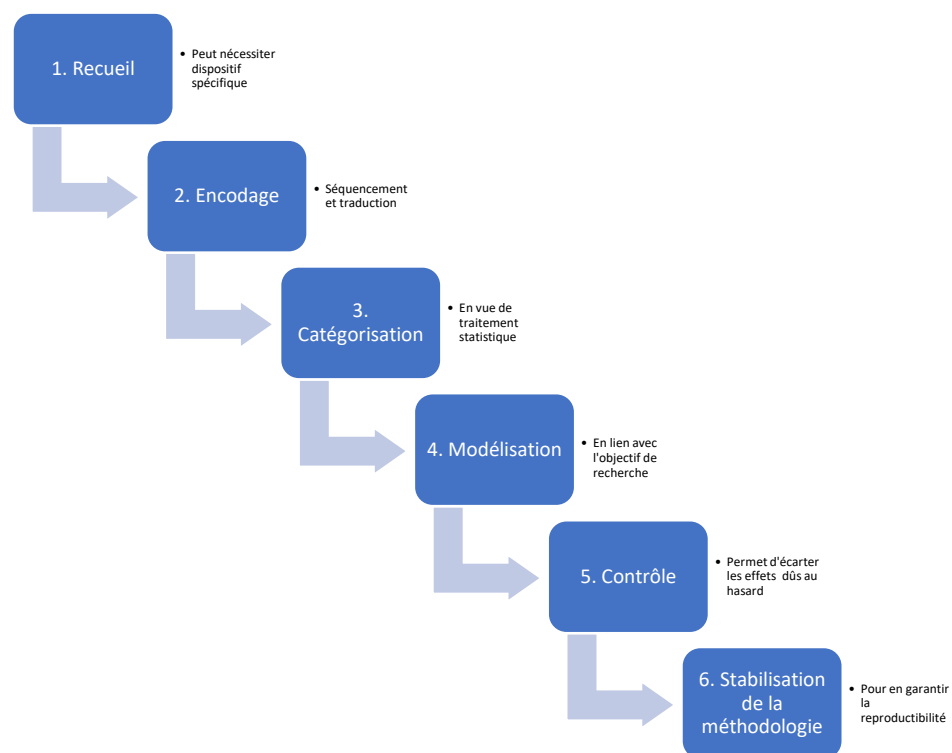 1. Recueil
• Peut nécessiter
dispositif
spécifique
2. Encodage
• Séquencement
et traduction
3.
Catégorisation
• En vue de
traitement
statistique
4. Modélisation
• En lien avec
l'objectif de
recherche
5. Contrôle
• Permet d'écarter
les effets dûs au
hasard
6. Stabilisation
de la
méthodologie
• Pour en garantir
la
reproductibilité